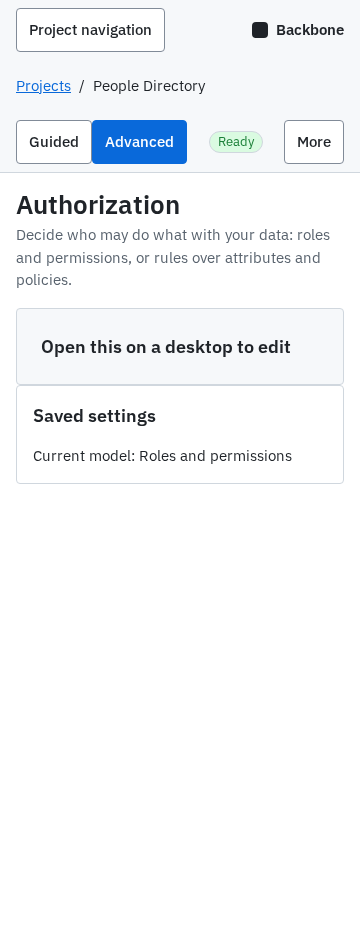 Project navigation
Backbone
Projects / People Directory
Guided
Advanced
Ready
More
Authorization
Decide who may do what with your data: roles
and permissions, or rules over attributes and
policies.
Open this on a desktop to edit
Saved settings
Current model: Roles and permissions